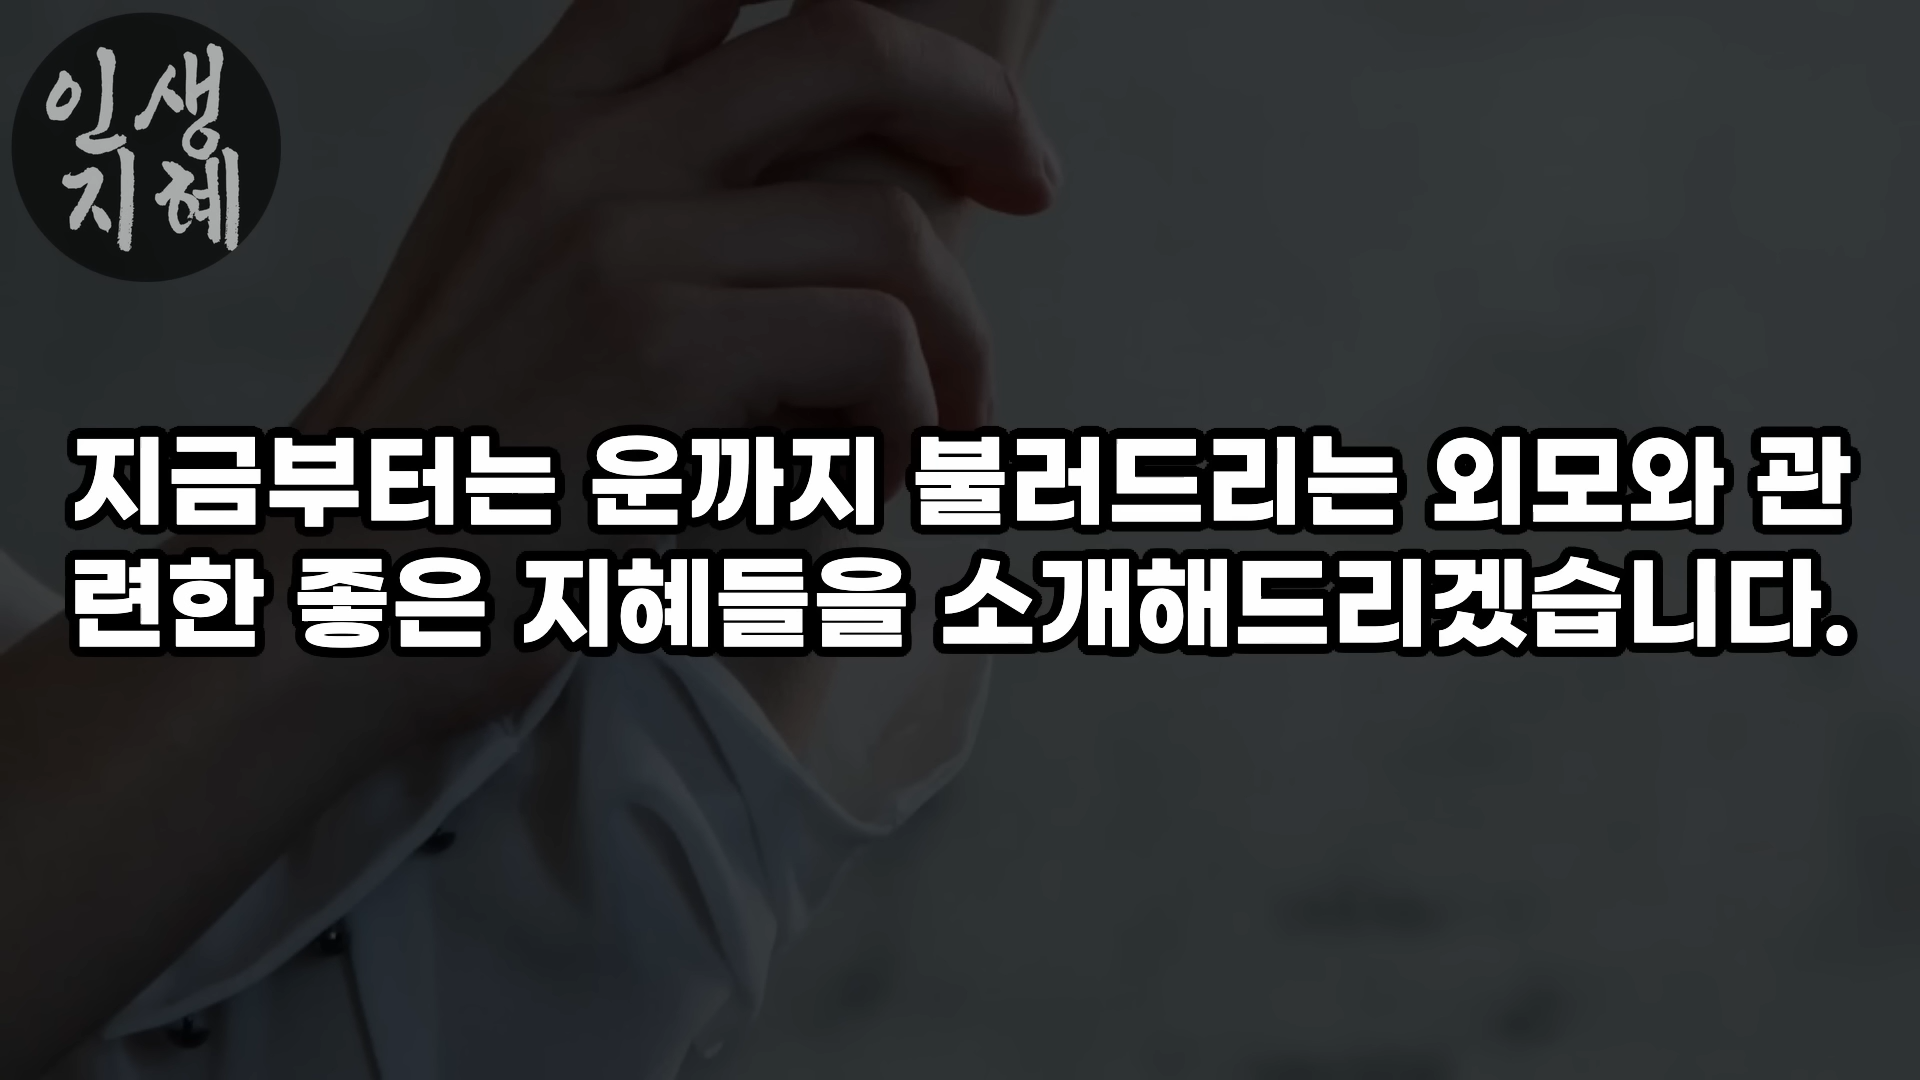 인생
지혜
지금부터는 운까지 불러드리는 외모와 관
련한 좋은 지혜들을 소개해드리겠습니다.